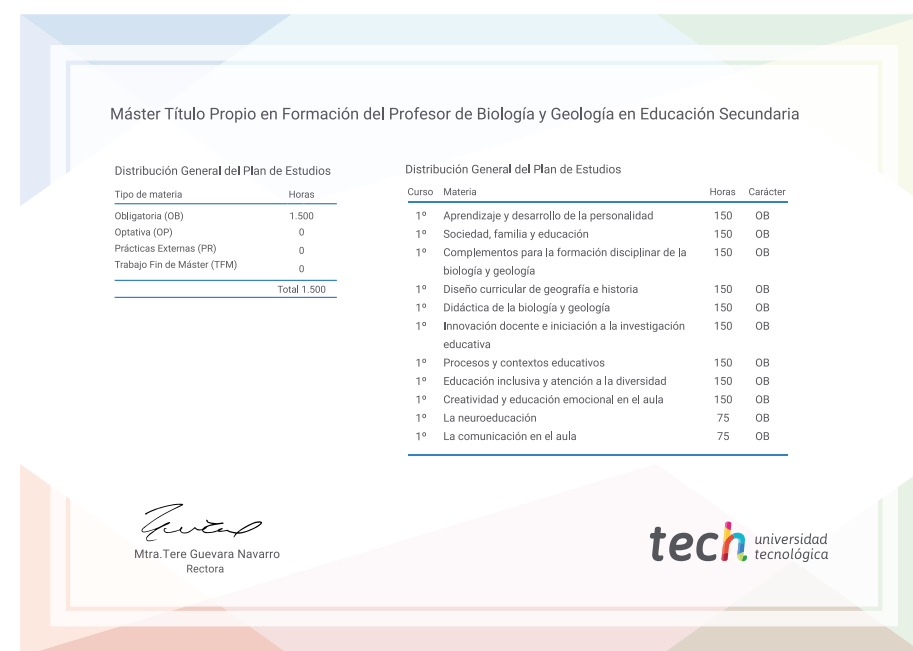 Máster Título Propio en Formación del Profesor de Biología y Geología en Educación Secundaria
Distribución General del Plan de Estudios
Tipo de materia Horas
Obligatoria (OB) 1.500
Optativa (OP) 0
Prácticas Externas (PR) 0
Trabajo Fin de Máster (TFM) 0
Total 1.500
Distribución General del Plan de Estudios
Curso Materia Horas Carácter
1º Aprendizaje y desarrollo de la personalidad 150 OB
1º Sociedad, familia y educación 150 OB
1º Complementos para la formación disciplinar de la 150 OB
biología y geología
1º Diseño curricular de geografía e historia 150 OB
1º Didáctica de la biología y geología 150 OB
1º Innovación docente e iniciación a la investigación 150 OB
educativa
1º Procesos y contextos educativos 150 OB
1º Educación inclusiva y atención a la diversidad 150 OB
1º Creatividad y educación emocional en el aula 150 OB
1º La neuroeducación 75 OB
1º La comunicación en el aula 75 OB
Mtra.Tere Guevara Navarro
Rectora
tech universidad
tecnológica